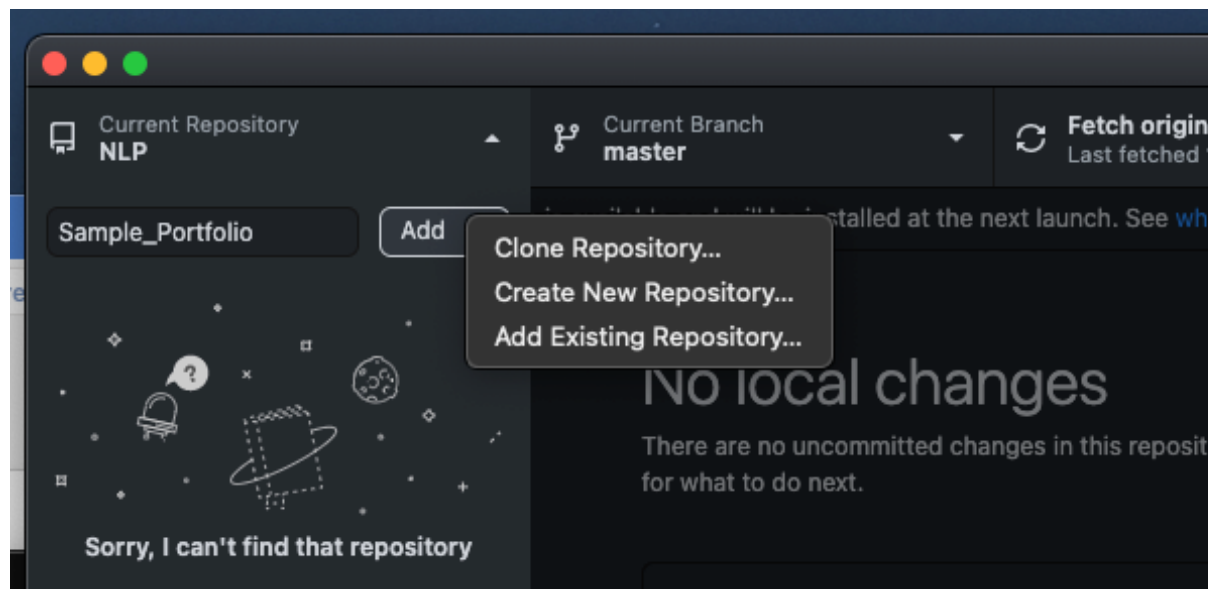 Current Repository
NLP
Current Branch
master
Fetch origin
Last fetched
Sample_Portfolio
Add
stalled at the next launch. See wh
Clone Repository...
Create New Repository...
Add Existing Repository...
?
No local changes
There are no uncommitted changes in this reposit
for what to do next.
Sorry, I can't find that repository